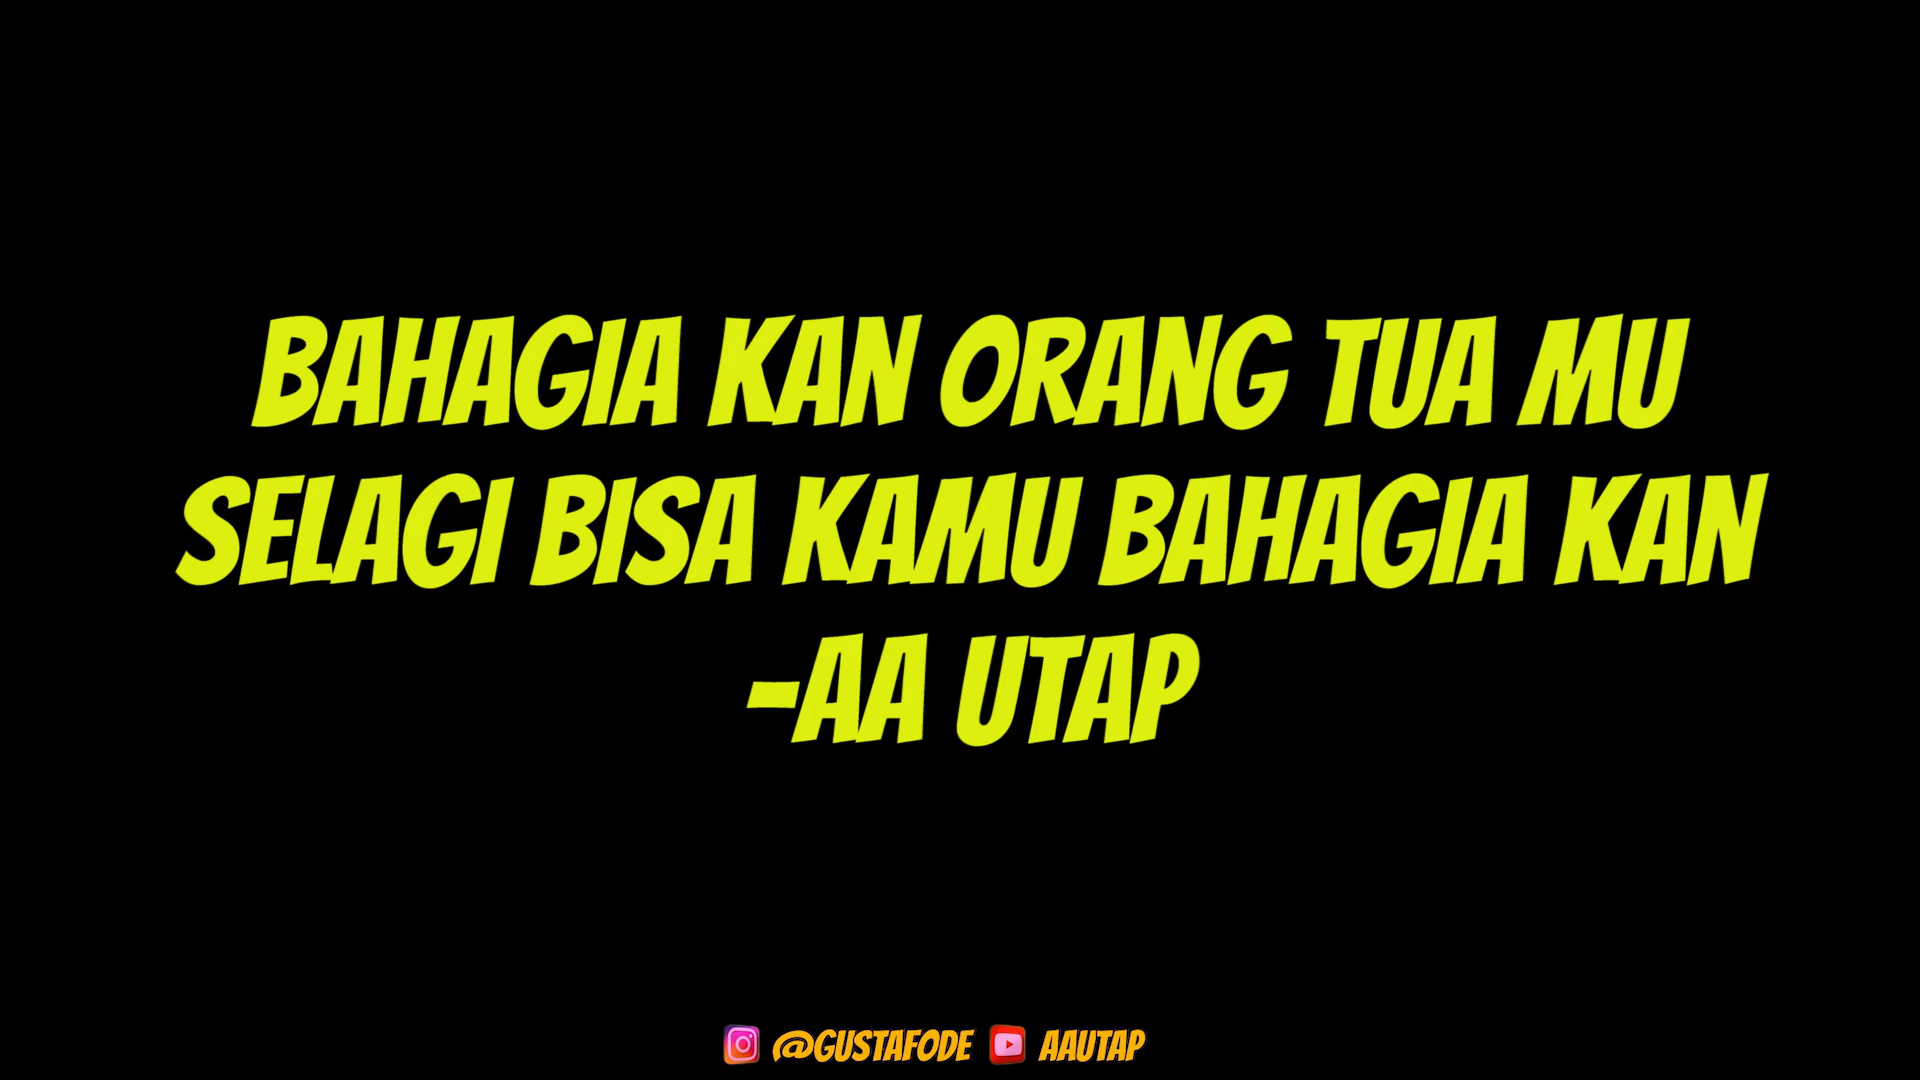 BAHAGIA KAN ORANG TUA MU
SELAGI BISA KAMU BAHAGIA KAN
-AA UTAP
@GUSTAFODE AAUTAP